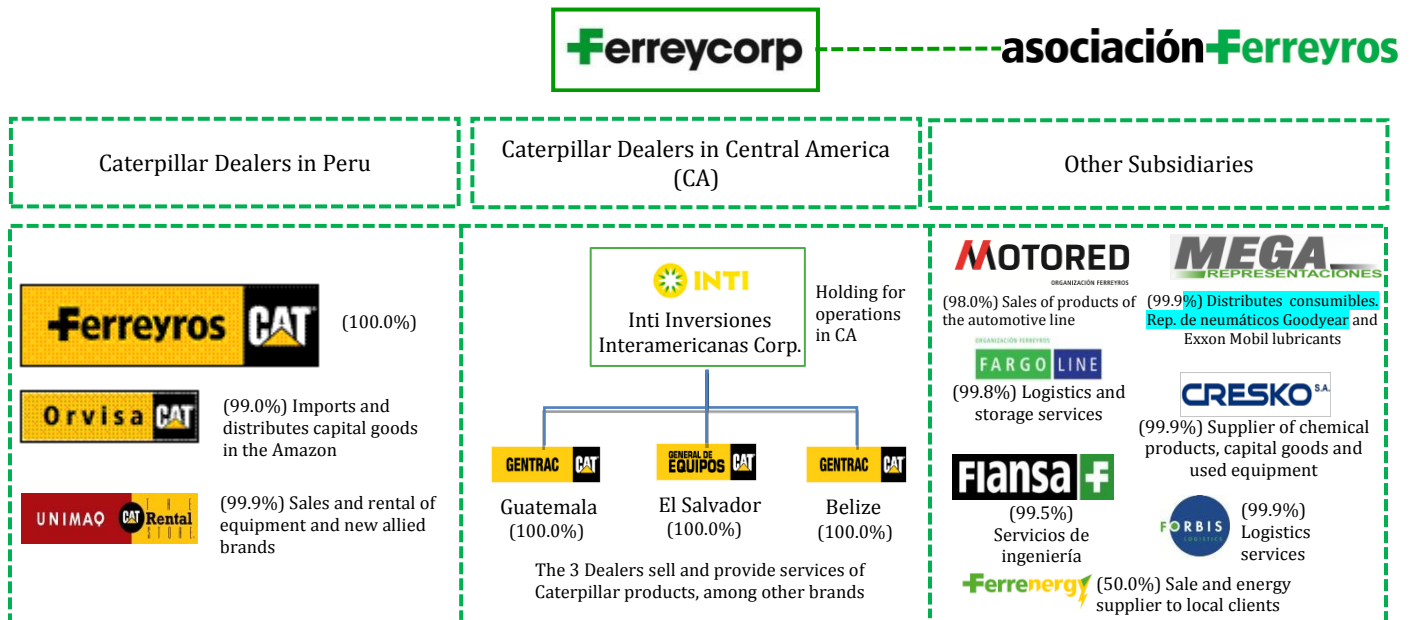 Ferreycorp
asociación Ferreyros
Caterpillar Dealers in Peru
Caterpillar Dealers in Central America
(CA)
Other Subsidiaries
Ferreyros CAT
(100.0%)
Orvisa CAT
(99.0%) Imports and
distributes capital goods
in the Amazon
UNIMAQ CAT THE
Rental
STORE
(99.9%) Sales and rental of
equipment and new allied
brands
INTI
Inti Inversiones
Interamericanas Corp.
Holding for
operations
in CA
GENTRAC CAT
Guatemala
(100.0%)
GENERAL DE
EQUIPOS CAT
El Salvador
(100.0%)
GENTRAC CAT
Belize
(100.0%)
The 3 Dealers sell and provide services of
Caterpillar products, among other brands
MOTORED
ORGANIZACIÓN FERREYROS
(98.0%) Sales of products of
the automotive line
MEGA
REPRESENTACIONES
(99.9%) Distributes consumibles.
Rep. de neumáticos Goodyear and
Exxon Mobil lubricants
ORGANIZACIÓN FERREYROS
FARGO LINE
(99.8%) Logistics and
storage services
CRESKO S.A.
(99.9%) Supplier of chemical
products, capital goods and
used equipment
Fiansa
(99.5%)
Servicios de
ingeniería
FORBIS
LOGISTICS
(99.9%)
Logistics
services
Ferrenergy
(50.0%) Sale and energy
supplier to local clients